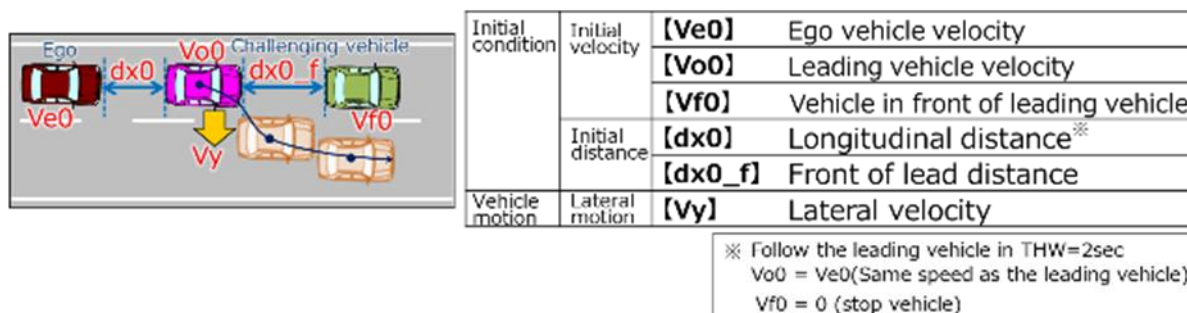 Ego
Vo0
Challenging vehicle
dx0
dx0_f
Ve0
Vf0
Vy
Initial condition
Initial velocity
【Ve0】 Ego vehicle velocity
【Vo0】 Leading vehicle velocity
【Vf0】 Vehicle in front of leading vehicle
Initial distance
【dx0】 Longitudinal distance※
【dx0_f】 Front of lead distance
Vehicle motion
Lateral motion
【Vy】 Lateral velocity
※ Follow the leading vehicle in THW=2sec
Vo0 = Ve0(Same speed as the leading vehicle)
Vf0 = 0 (stop vehicle)